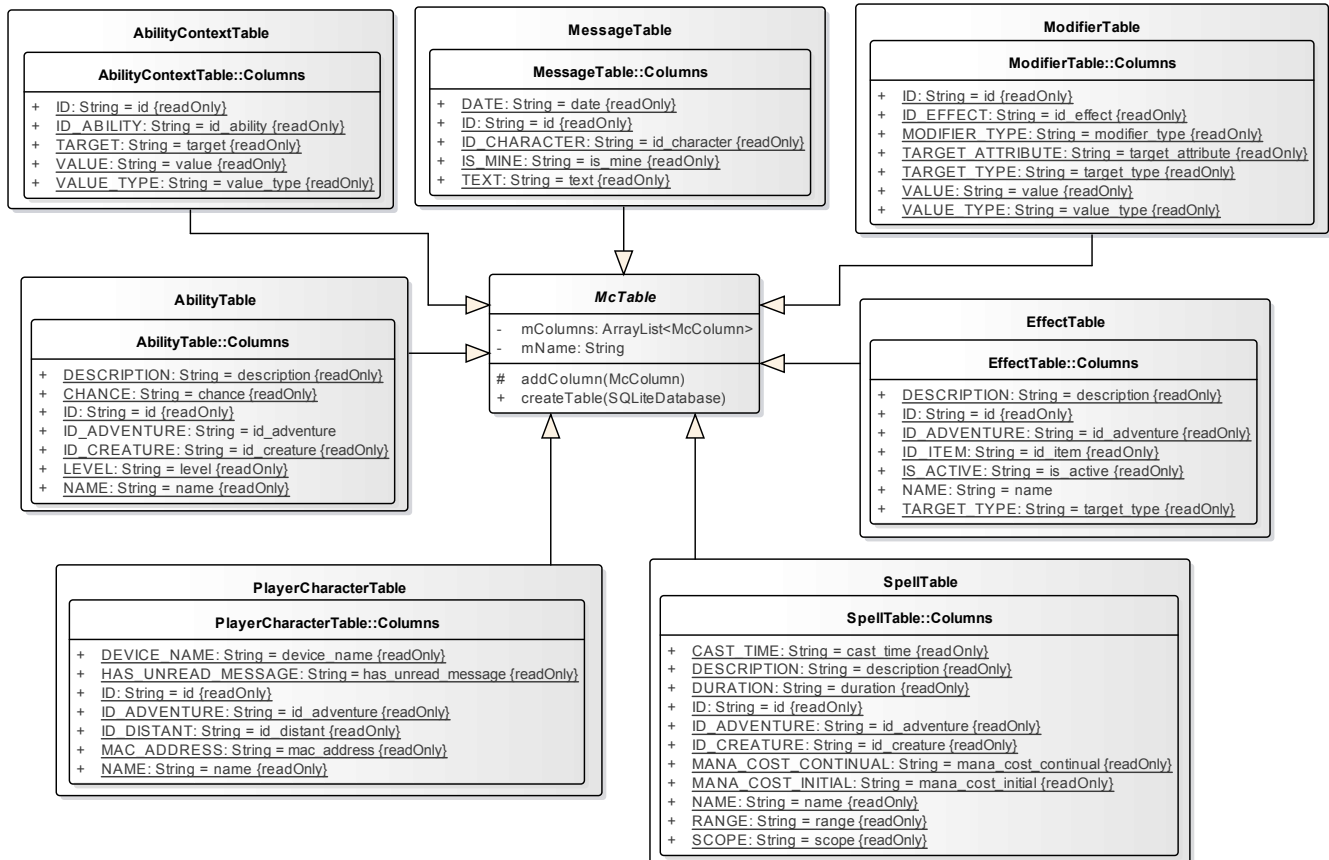 AbilityContextTable
AbilityContextTable::Columns
+ ID: String = id {readOnly}
+ ID_ABILITY: String = id_ability {readOnly}
+ TARGET: String = target {readOnly}
+ VALUE: String = value {readOnly}
+ VALUE_TYPE: String = value_type {readOnly}
MessageTable
MessageTable::Columns
+ DATE: String = date {readOnly}
+ ID: String = id {readOnly}
+ ID_CHARACTER: String = id_character {readOnly}
+ IS_MINE: String = is_mine {readOnly}
+ TEXT: String = text {readOnly}
ModifierTable
ModifierTable::Columns
+ ID: String = id {readOnly}
+ ID_EFFECT: String = id_effect {readOnly}
+ MODIFIER_TYPE: String = modifier_type {readOnly}
+ TARGET_ATTRIBUTE: String = target_attribute {readOnly}
+ TARGET_TYPE: String = target_type {readOnly}
+ VALUE: String = value {readOnly}
+ VALUE_TYPE: String = value_type {readOnly}
AbilityTable
AbilityTable::Columns
+ DESCRIPTION: String = description {readOnly}
+ CHANCE: String = chance {readOnly}
+ ID: String = id {readOnly}
+ ID_ADVENTURE: String = id_adventure
+ ID_CREATURE: String = id_creature {readOnly}
+ LEVEL: String = level {readOnly}
+ NAME: String = name {readOnly}
McTable
- mColumns: ArrayList<McColumn>
- mName: String
# addColumn(McColumn)
+ createTable(SQLiteDatabase)
EffectTable
EffectTable::Columns
+ DESCRIPTION: String = description {readOnly}
+ ID: String = id {readOnly}
+ ID_ADVENTURE: String = id_adventure {readOnly}
+ ID_ITEM: String = id_item {readOnly}
+ IS_ACTIVE: String = is_active {readOnly}
+ NAME: String = name
+ TARGET_TYPE: String = target_type {readOnly}
PlayerCharacterTable
PlayerCharacterTable::Columns
+ DEVICE_NAME: String = device_name {readOnly}
+ HAS_UNREAD_MESSAGE: String = has_unread_message {readOnly}
+ ID: String = id {readOnly}
+ ID_ADVENTURE: String = id_adventure {readOnly}
+ ID_DISTANT: String = id_distant {readOnly}
+ MAC_ADDRESS: String = mac_address {readOnly}
+ NAME: String = name {readOnly}
SpellTable
SpellTable::Columns
+ CAST_TIME: String = cast_time {readOnly}
+ DESCRIPTION: String = description {readOnly}
+ DURATION: String = duration {readOnly}
+ ID: String = id {readOnly}
+ ID_ADVENTURE: String = id_adventure {readOnly}
+ ID_CREATURE: String = id_creature {readOnly}
+ MANA_COST_CONTINUAL: String = mana_cost_continual {readOnly}
+ MANA_COST_INITIAL: String = mana_cost_initial {readOnly}
+ NAME: String = name {readOnly}
+ RANGE: String = range {readOnly}
+ SCOPE: String = scope {readOnly}